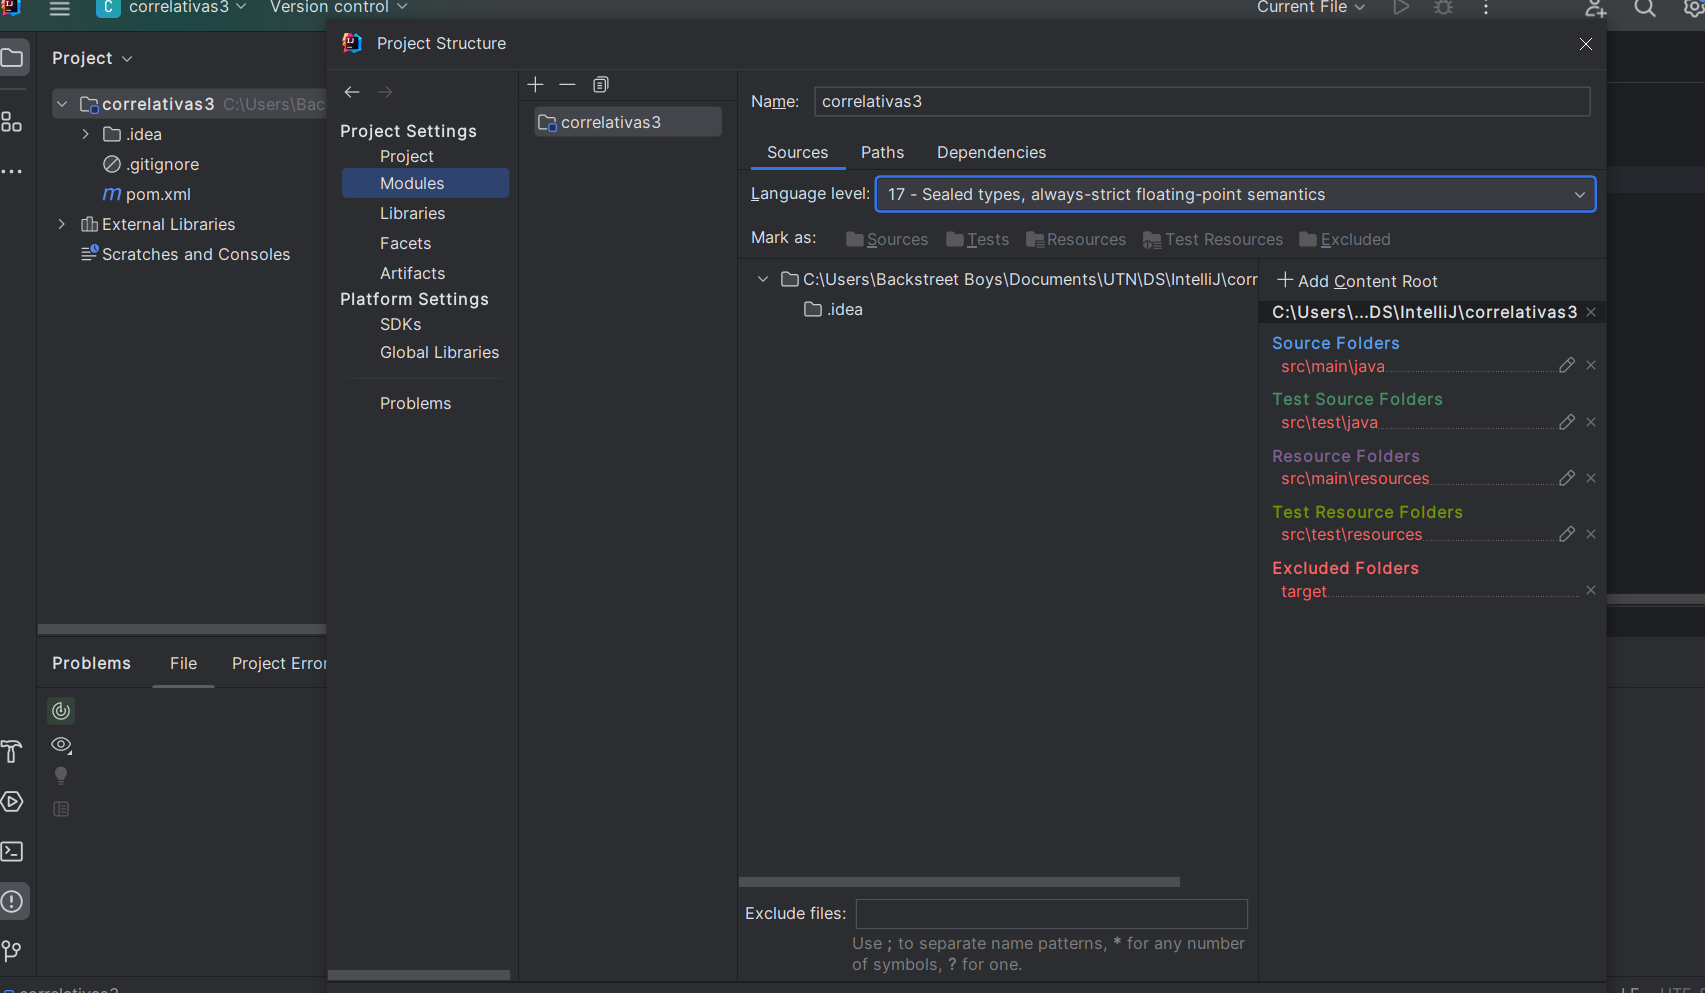 correlativas3
Version control
Current File
Project
correlativas3 C:\Users\Bac
.idea
.gitignore
pom.xml
External Libraries
Scratches and Consoles
Problems
File
Project Error
Project Structure
Project Settings
Project
Modules
Libraries
Facets
Artifacts
Platform Settings
SDKs
Global Libraries
Problems
correlativas3
Name: correlativas3
Sources Paths Dependencies
Language level: 17 - Sealed types, always-strict floating-point semantics
Mark as: Sources Tests Resources Test Resources Excluded
C:\Users\Backstreet Boys\Documents\UTN\DS\IntelliJ\corr
.idea
Exclude files:
Use ; to separate name patterns, * for any number
of symbols, ? for one.
+ Add Content Root
C:\Users\...DS\IntelliJ\correlativas3
Source Folders
src\main\java
Test Source Folders
src\test\java
Resource Folders
src\main\resources
Test Resource Folders
src\test\resources
Excluded Folders
target
correlativas3